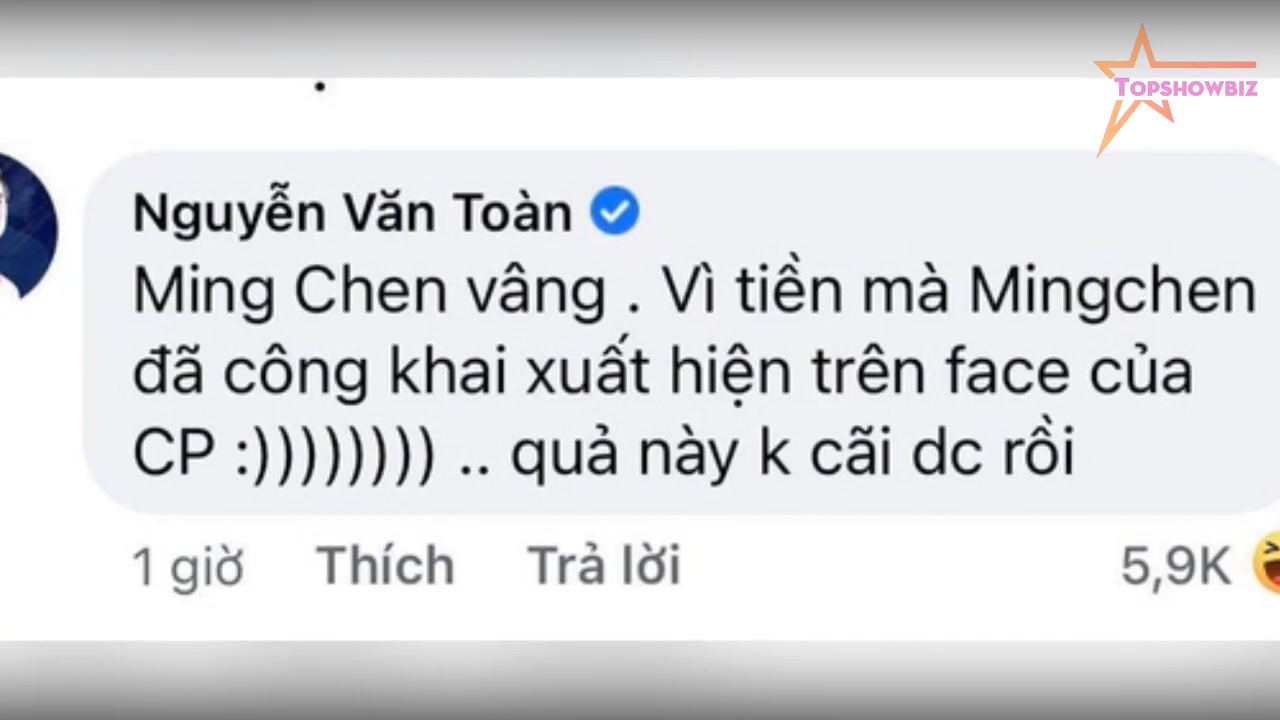 TOPSHOWBIZ
Nguyễn Văn Toàn
Ming Chen vâng . Vì tiền mà Mingchen
đã công khai xuất hiện trên face của
CP :)))))))) .. quả này k cãi dc rồi
1 giờ Thích Trả lời 5,9K